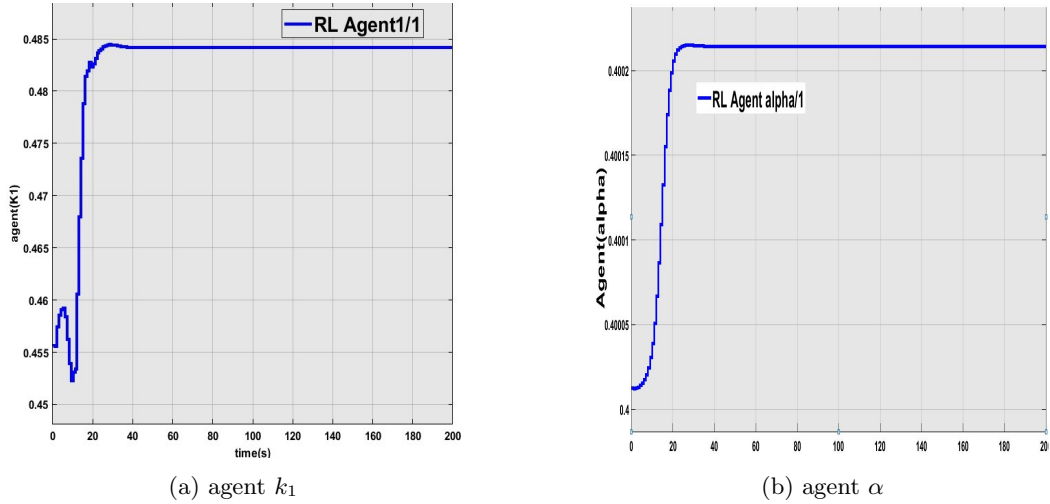 RL Agent1/1
0.485
0.48
0.475
0.47
0.465
0.46
0.455
0.45
agent(K1)
0 20 40 60 80 100 120 140 160 180 200
time(s)
(a) agent k₁
RL Agent alpha/1
0.4002
0.40015
0.4001
0.40005
0.4
Agent(alpha)
0 20 40 60 80 100 120 140 160 180 200
(b) agent α